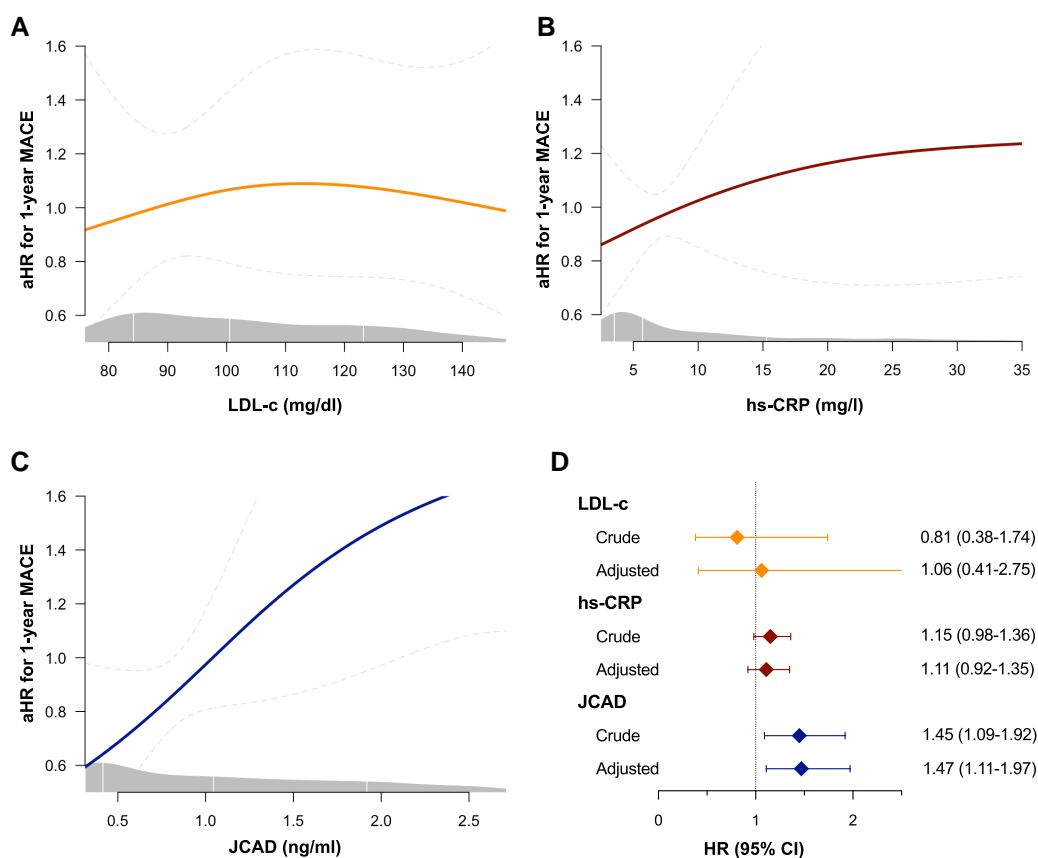 A
aHR for 1-year MACE
1.6
1.4
1.2
1.0
0.8
0.6
80 90 100 110 120 130 140
LDL-c (mg/dl)
B
aHR for 1-year MACE
1.6
1.4
1.2
1.0
0.8
0.6
5 10 15 20 25 30 35
hs-CRP (mg/l)
C
aHR for 1-year MACE
1.6
1.4
1.2
1.0
0.8
0.6
0.5 1.0 1.5 2.0 2.5
JCAD (ng/ml)
D
LDL-c
Crude 0.81 (0.38-1.74)
Adjusted 1.06 (0.41-2.75)
hs-CRP
Crude 1.15 (0.98-1.36)
Adjusted 1.11 (0.92-1.35)
JCAD
Crude 1.45 (1.09-1.92)
Adjusted 1.47 (1.11-1.97)
0 1 2
HR (95% CI)